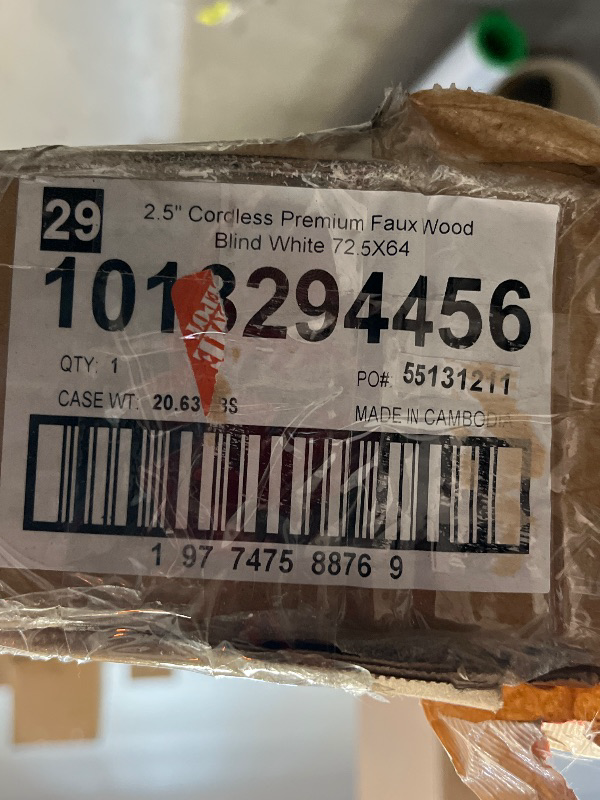 29
2.5" Cordless Premium Faux Wood
Blind White 72.5X64
1013294456
QTY: 1
PO#: 55131211
CASE WT: 20.63
MADE IN CAMBODIA
1 97 7475 8876 9